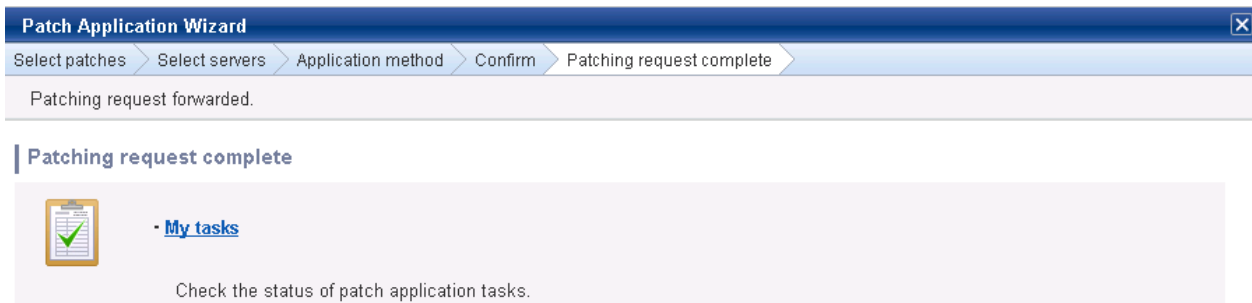 Patch Application Wizard
Select patches Select servers Application method Confirm Patching request complete
Patching request forwarded.
Patching request complete
- My tasks
Check the status of patch application tasks.